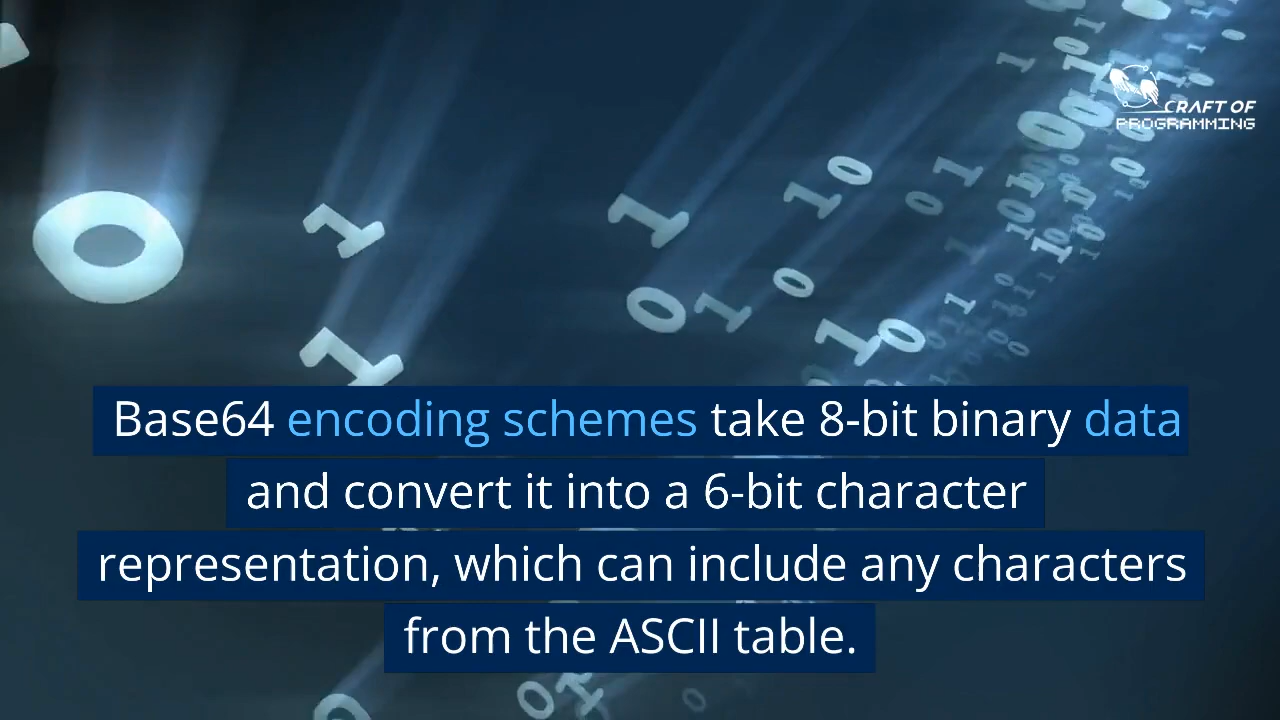 CRAFT OF
PROGRAMMING
Base64 encoding schemes take 8-bit binary data
and convert it into a 6-bit character
representation, which can include any characters
from the ASCII table.